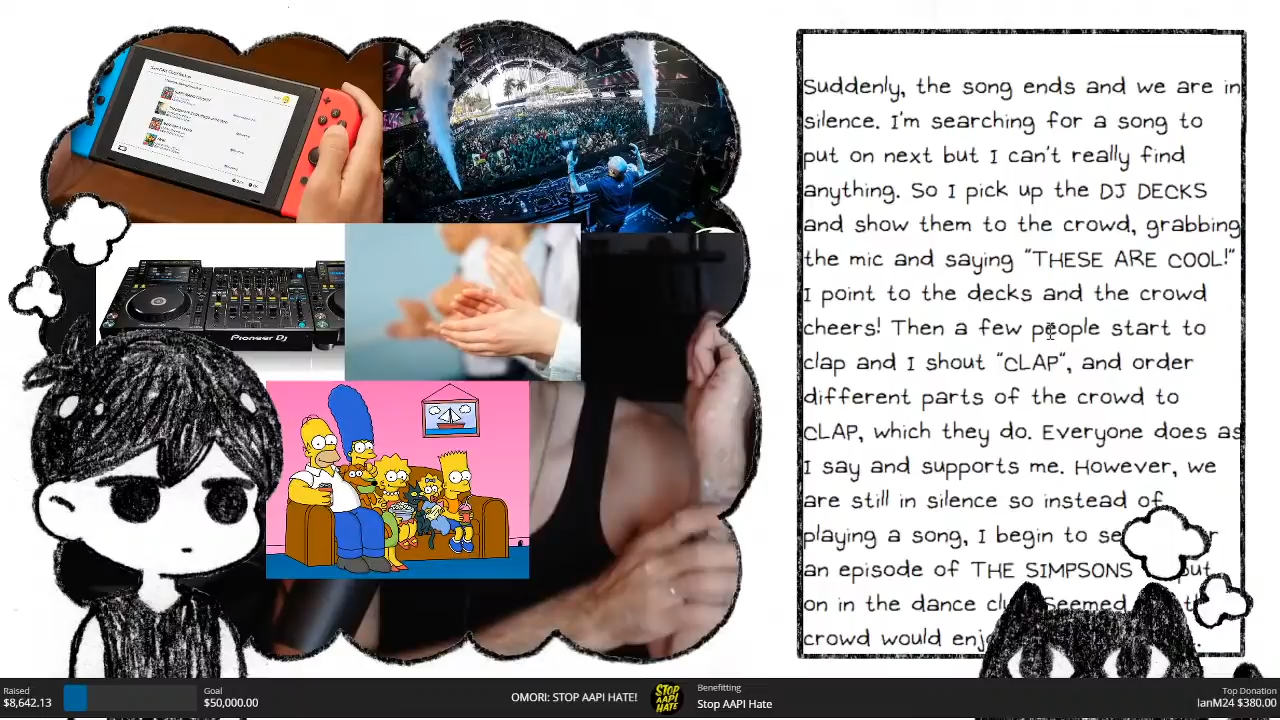 Suddenly, the song ends and we are in
silence. I'm searching for a song to
put on next but I can't really find
anything. So I pick up the DJ DECKS
and show them to the crowd, grabbing
the mic and saying "THESE ARE COOL!"
I point to the decks and the crowd
cheers! Then a few people start to
clap and I shout "CLAP", and order
different parts of the crowd to
CLAP, which they do. Everyone does as
I say and supports me. However, we
are still in silence so instead of
playing a song, I begin to
an episode of THE SIMPSONS put
on in the dance Seemed
crowd would
Pioneer Dj
Raised
$8,642.13
Goal
$50,000.00
OMORI: STOP AAPI HATE!
STOP
AAPI
HATE
Benefitting
Stop AAPI Hate
Top Donation
IanM24 $380.00